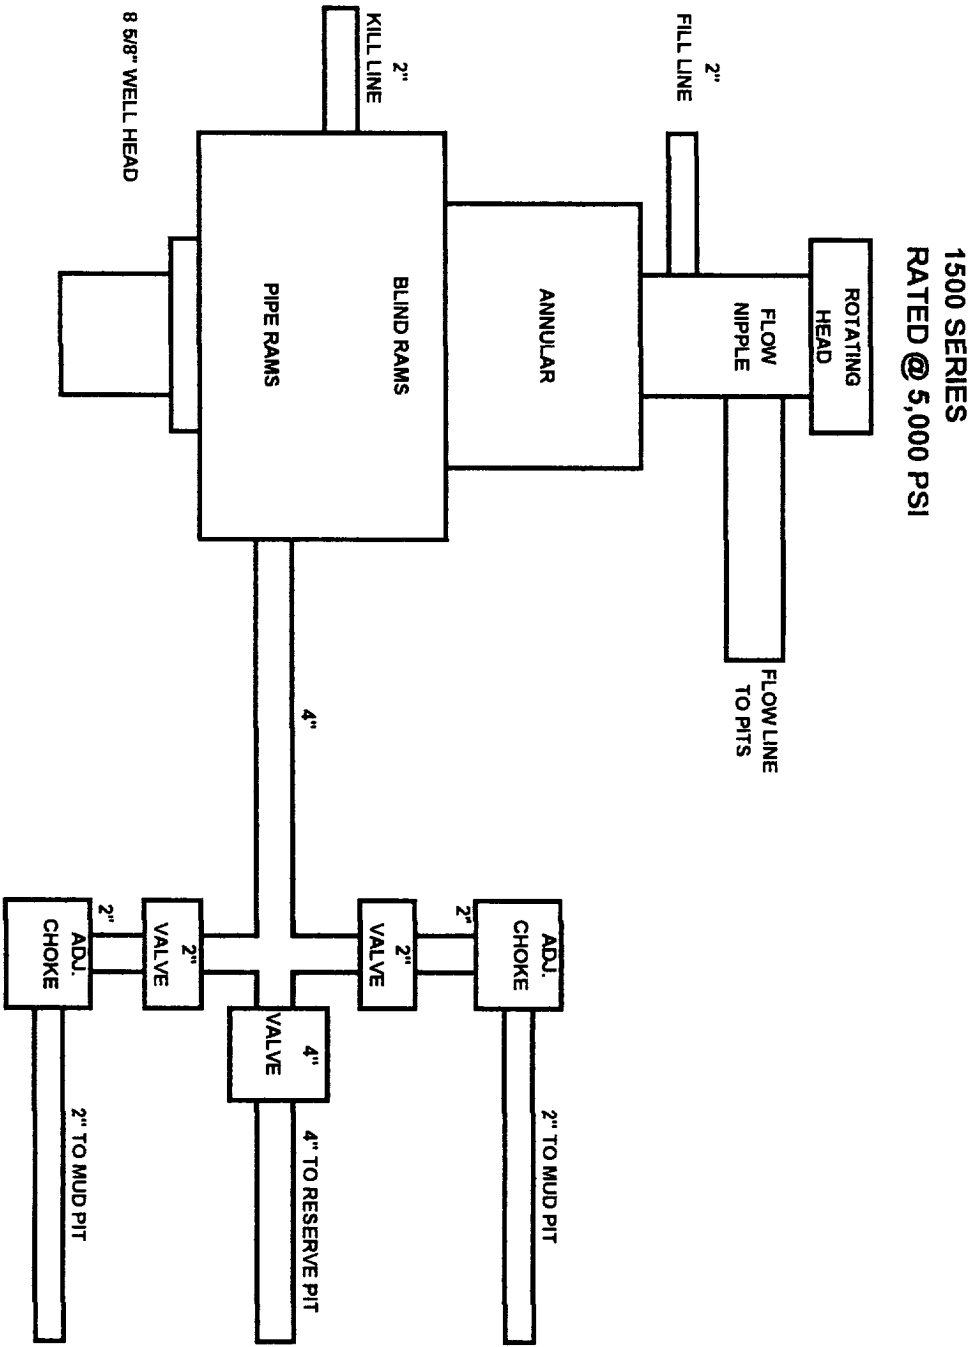 1500 SERIES
RATED @ 5,000 PSI
ROTATING
HEAD
2"
FILL LINE
FLOW
NIPPLE
FLOW LINE
TO PITS
ANNULAR
2"
KILL LINE
BLIND RAMS
PIPE RAMS
8 5/8" WELL HEAD
4"
ADJ.
CHOKE
2" TO MUD PIT
2"
2"
VALVE
4"
VALVE
4" TO RESERVE PIT
2"
VALVE
2"
ADJ.
CHOKE
2" TO MUD PIT